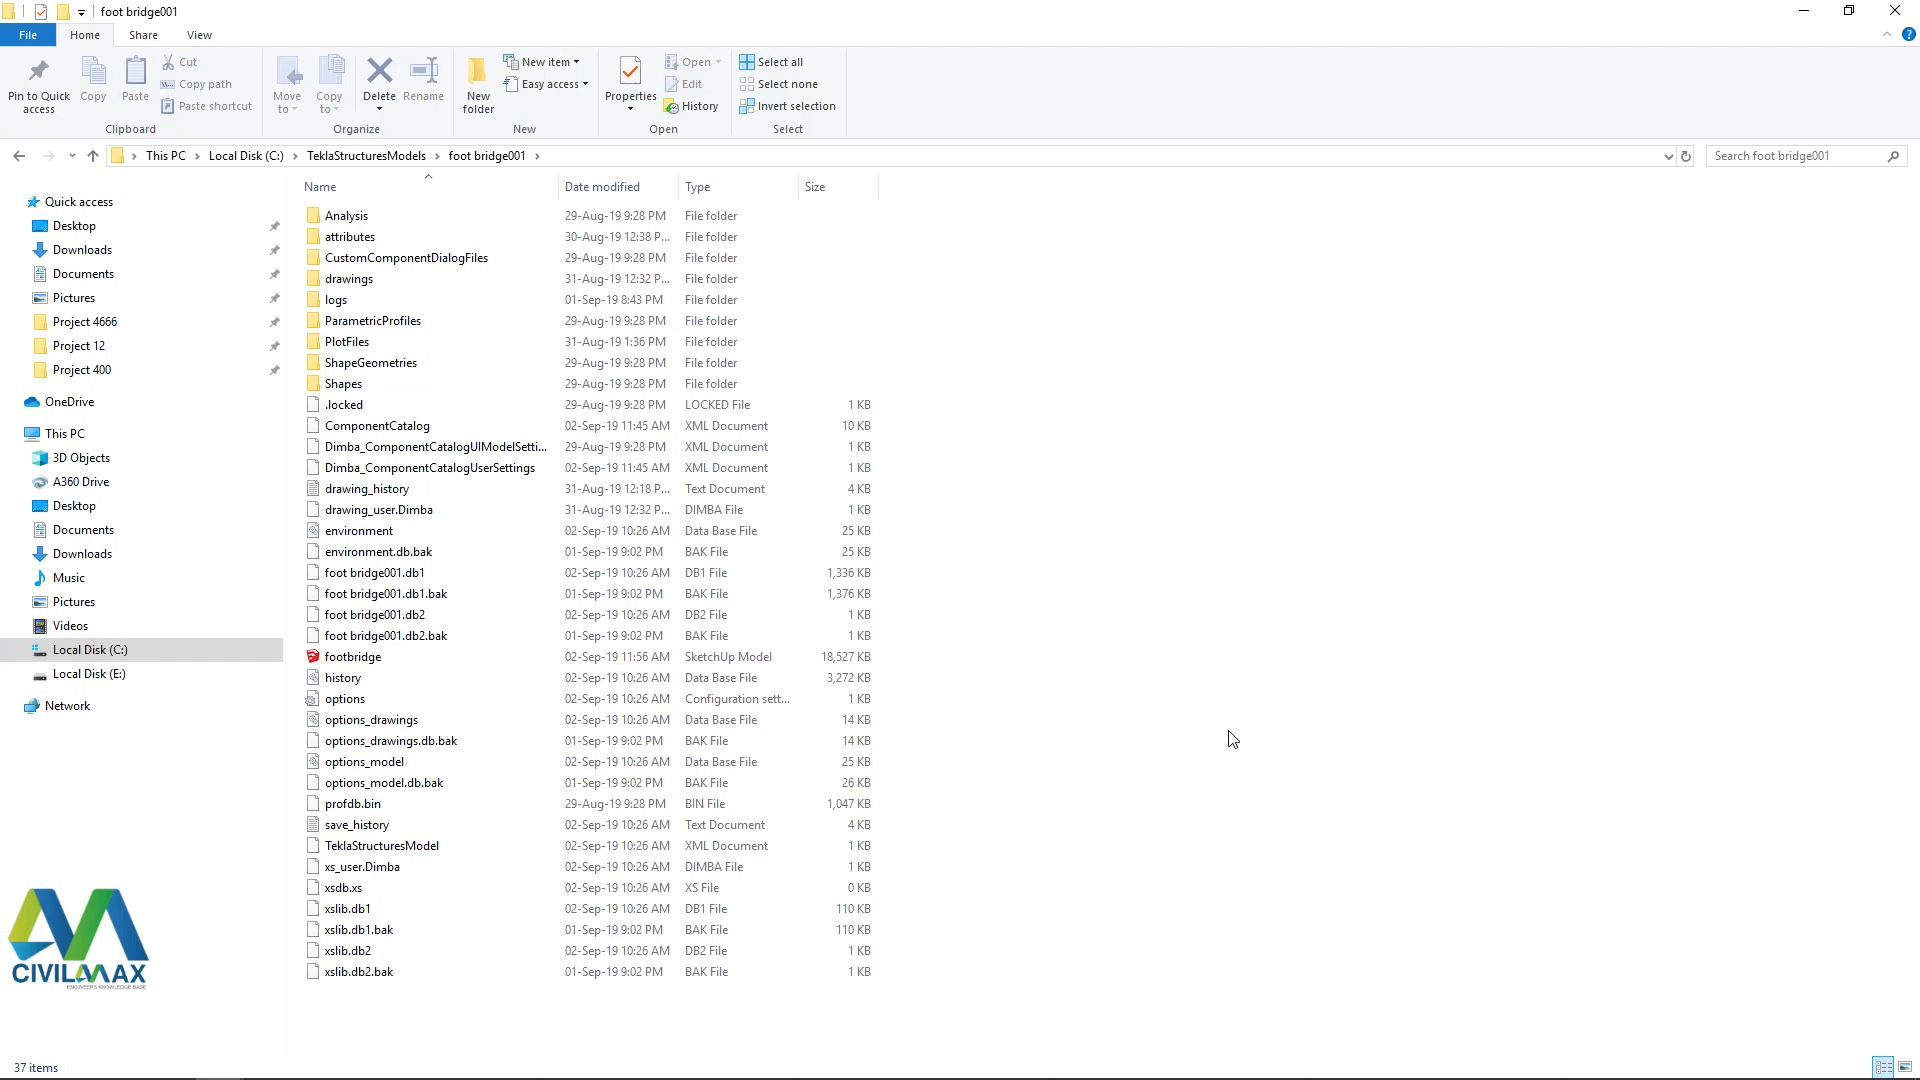 foot bridge001
File Home Share View
Pin to Quick access
Copy
Paste
Cut
Copy path
Paste shortcut
Clipboard
Move to
Copy to
Delete
Rename
Organize
New folder
New item
Easy access
New
Properties
Open
Edit
History
Open
Select all
Select none
Invert selection
Select
This PC > Local Disk (C:) > TeklaStructuresModels > foot bridge001 >
Search foot bridge001
Quick access
Desktop
Downloads
Documents
Pictures
Project 4666
Project 12
Project 400
OneDrive
This PC
3D Objects
A360 Drive
Desktop
Documents
Downloads
Music
Pictures
Videos
Local Disk (C:)
Local Disk (E:)
Network
Name Date modified Type Size
Analysis 29-Aug-19 9:28 PM File folder
attributes 30-Aug-19 12:38 P... File folder
CustomComponentDialogFiles 29-Aug-19 9:28 PM File folder
drawings 31-Aug-19 12:32 P... File folder
logs 01-Sep-19 8:43 PM File folder
ParametricProfiles 29-Aug-19 9:28 PM File folder
PlotFiles 31-Aug-19 1:36 PM File folder
ShapeGeometries 29-Aug-19 9:28 PM File folder
Shapes 29-Aug-19 9:28 PM File folder
.locked 29-Aug-19 9:28 PM LOCKED File 1 KB
ComponentCatalog 02-Sep-19 11:45 AM XML Document 10 KB
Dimba_ComponentCatalogUIModelSetti... 29-Aug-19 9:28 PM XML Document 1 KB
Dimba_ComponentCatalogUserSettings 02-Sep-19 11:45 AM XML Document 1 KB
drawing_history 31-Aug-19 12:18 P... Text Document 4 KB
drawing_user.Dimba 31-Aug-19 12:32 P... DIMBA File 1 KB
environment 02-Sep-19 10:26 AM Data Base File 25 KB
environment.db.bak 01-Sep-19 9:02 PM BAK File 25 KB
foot bridge001.db1 02-Sep-19 10:26 AM DB1 File 1,336 KB
foot bridge001.db1.bak 01-Sep-19 9:02 PM BAK File 1,376 KB
foot bridge001.db2 02-Sep-19 10:26 AM DB2 File 1 KB
foot bridge001.db2.bak 01-Sep-19 9:02 PM BAK File 1 KB
footbridge 02-Sep-19 11:56 AM SketchUp Model 18,527 KB
history 02-Sep-19 10:26 AM Data Base File 3,272 KB
options 02-Sep-19 10:26 AM Configuration sett... 1 KB
options_drawings 02-Sep-19 10:26 AM Data Base File 14 KB
options_drawings.db.bak 01-Sep-19 9:02 PM BAK File 14 KB
options_model 02-Sep-19 10:26 AM Data Base File 25 KB
options_model.db.bak 01-Sep-19 9:02 PM BAK File 26 KB
profdb.bin 29-Aug-19 9:28 PM BIN File 1,047 KB
save_history 02-Sep-19 10:26 AM Text Document 4 KB
TeklaStructuresModel 02-Sep-19 10:26 AM XML Document 1 KB
xs_user.Dimba 02-Sep-19 10:26 AM DIMBA File 1 KB
xsdb.xs 02-Sep-19 10:26 AM XS File 0 KB
xslib.db1 02-Sep-19 10:26 AM DB1 File 110 KB
xslib.db1.bak 01-Sep-19 9:02 PM BAK File 110 KB
xslib.db2 02-Sep-19 10:26 AM DB2 File 1 KB
xslib.db2.bak 01-Sep-19 9:02 PM BAK File 1 KB
CIVILMAX
ENGINEER'S KNOWLEDGE BASE
37 items